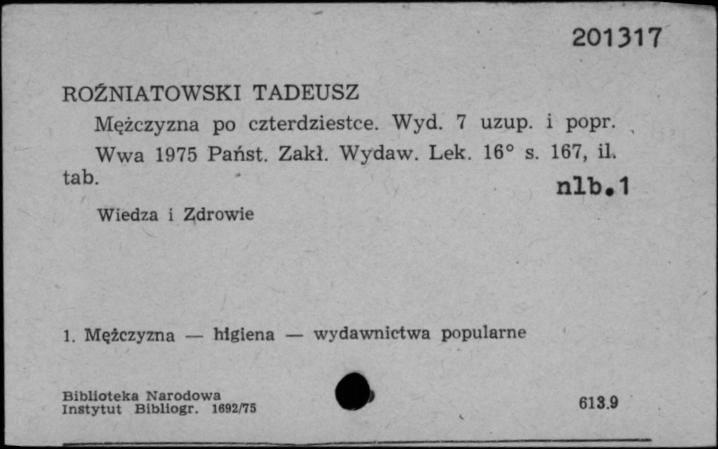 201317
ROŹNIATOWSKI TADEUSZ
Mężczyzna po czterdziestce. Wyd. 7 uzup. i popr.
Wwa 1975 Państ. Zakł. Wydaw. Lek. 16° s. 167, il.
tab.
nlb.1
Wiedza i Zdrowie
1. Mężczyzna — higiena — wydawnictwa popularne
Biblioteka Narodowa
Instytut Bibliogr. 1692/75
613.9